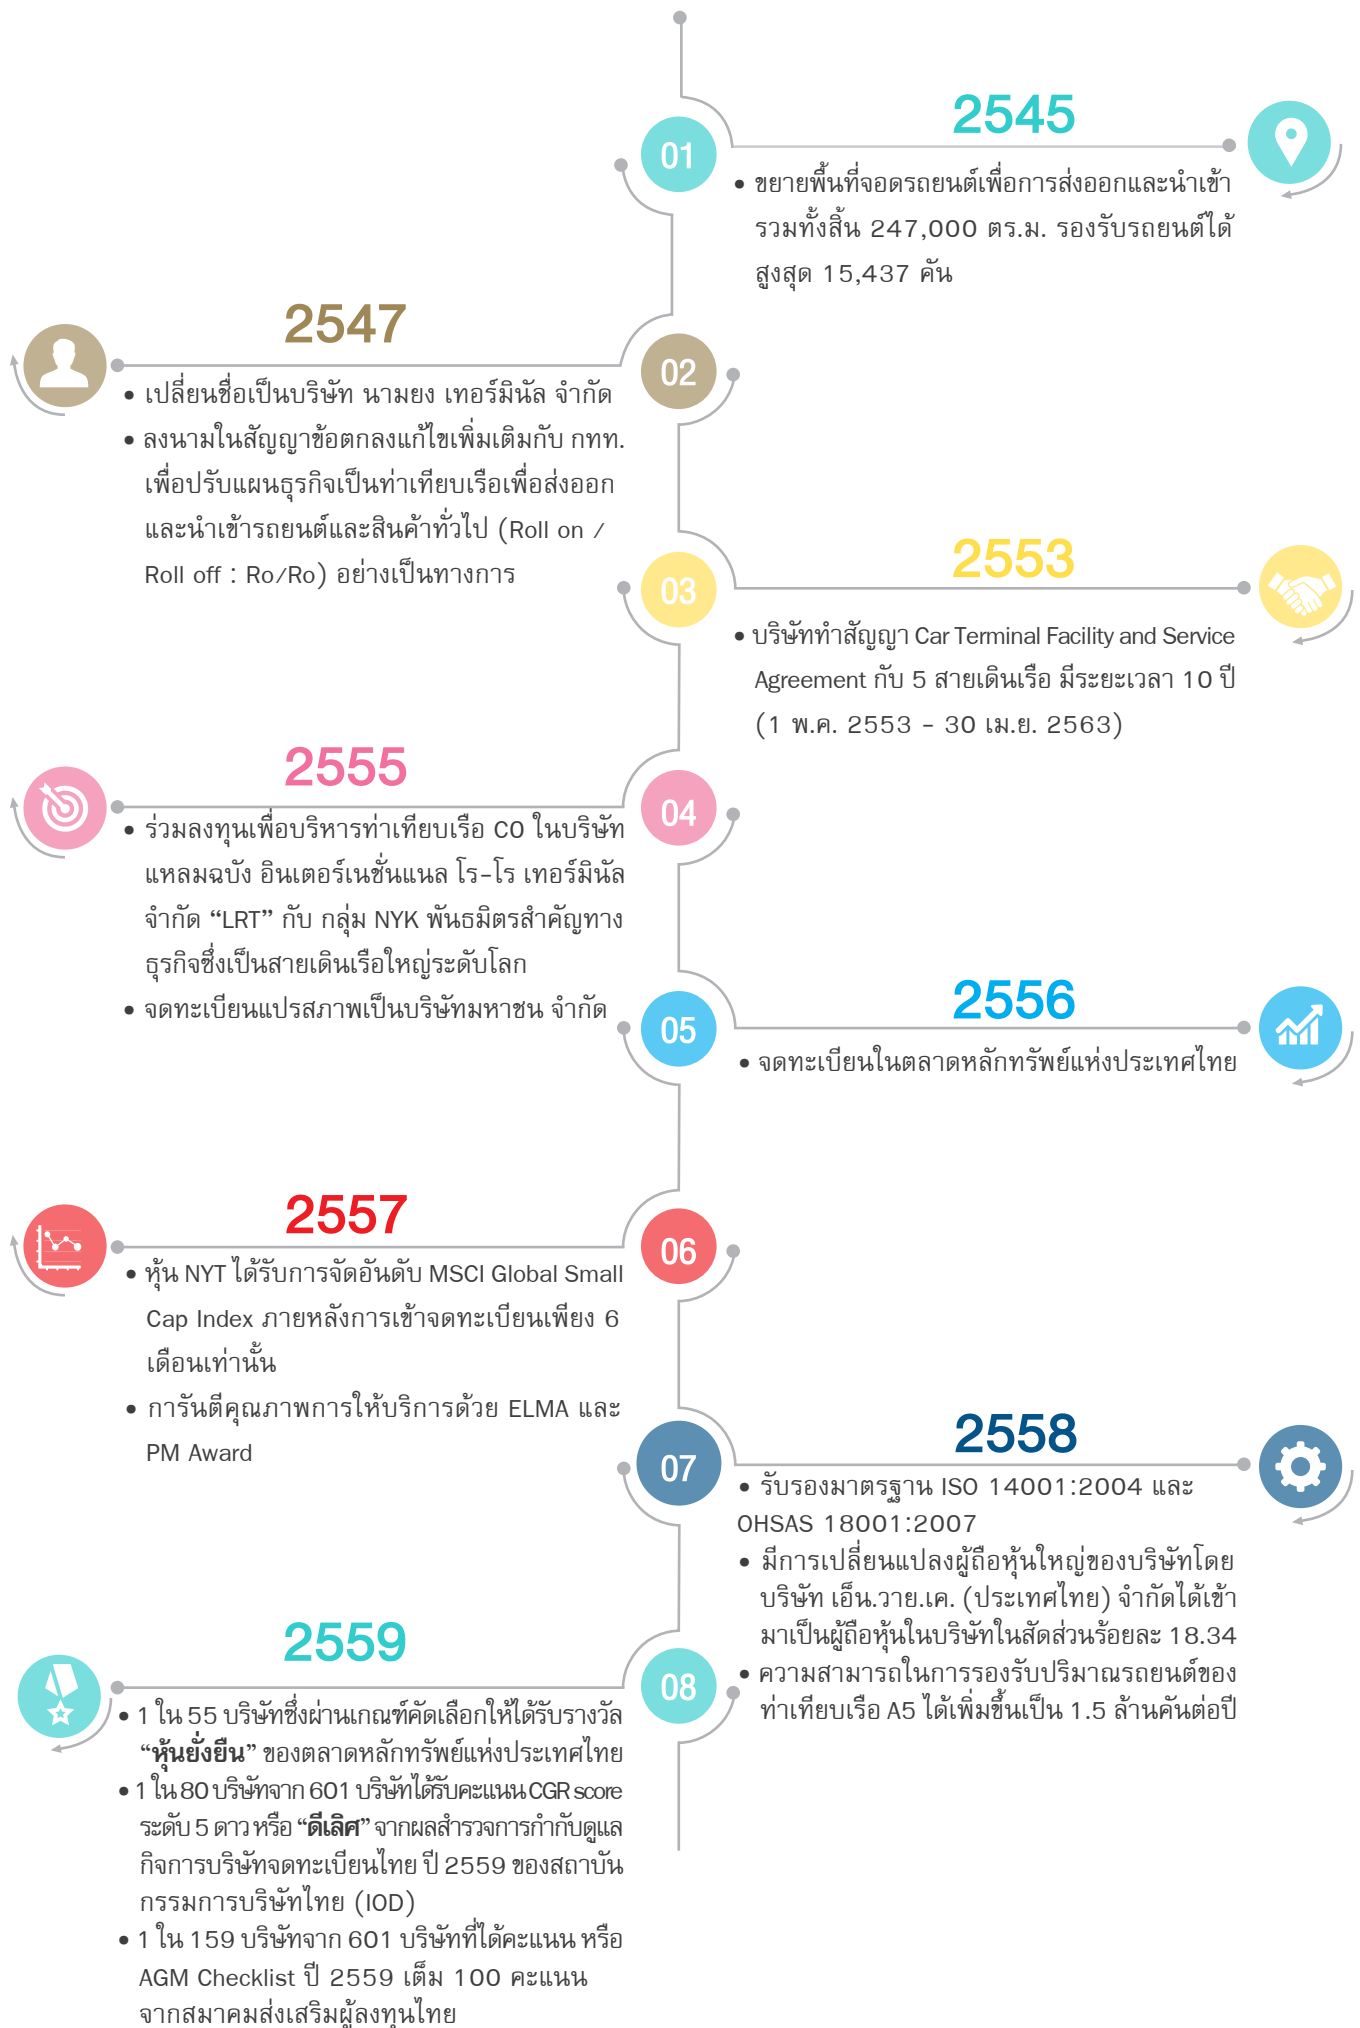 01
2545
• ขยายพื้นที่จอดรถยนต์เพื่อการส่งออกและนำเข้า
รวมทั้งสิ้น 247,000 ตร.ม. รองรับรถยนต์ได้
สูงสุด 15,437 คัน
02
2547
• เปลี่ยนชื่อเป็นบริษัท นามยง เทอร์มินัล จำกัด
• ลงนามในสัญญาข้อตกลงแก้ไขเพิ่มเติมกับ กทท.
เพื่อปรับแผนธุรกิจเป็นท่าเทียบเรือเพื่อส่งออก
และนำเข้ารถยนต์และสินค้าทั่วไป (Roll on /
Roll off : Ro/Ro) อย่างเป็นทางการ
03
2553
• บริษัททำสัญญา Car Terminal Facility and Service
Agreement กับ 5 สายเดินเรือ มีระยะเวลา 10 ปี
(1 พ.ค. 2553 - 30 เม.ย. 2563)
04
2555
• ร่วมลงทุนเพื่อบริหารท่าเทียบเรือ C0 ในบริษัท
แหลมฉบัง อินเตอร์เนชั่นแนล โร-โร เทอร์มินัล
จำกัด “LRT” กับ กลุ่ม NYK พันธมิตรสำคัญทาง
ธุรกิจซึ่งเป็นสายเดินเรือใหญ่ระดับโลก
• จดทะเบียนแปรสภาพเป็นบริษัทมหาชน จำกัด
05
2556
• จดทะเบียนในตลาดหลักทรัพย์แห่งประเทศไทย
06
2557
• หุ้น NYT ได้รับการจัดอันดับ MSCI Global Small
Cap Index ภายหลังการเข้าจดทะเบียนเพียง 6
เดือนเท่านั้น
• การันตีคุณภาพการให้บริการด้วย ELMA และ
PM Award
07
2558
• รับรองมาตรฐาน ISO 14001:2004 และ
OHSAS 18001:2007
• มีการเปลี่ยนแปลงผู้ถือหุ้นใหญ่ของบริษัทโดย
บริษัท เอ็น.วาย.เค. (ประเทศไทย) จำกัดได้เข้า
มาเป็นผู้ถือหุ้นในบริษัทในสัดส่วนร้อยละ 18.34
• ความสามารถในการรองรับปริมาณรถยนต์ของ
ท่าเทียบเรือ A5 ได้เพิ่มขึ้นเป็น 1.5 ล้านคันต่อปี
08
2559
• 1 ใน 55 บริษัทซึ่งผ่านเกณฑ์คัดเลือกให้ได้รับรางวัล
“หุ้นยั่งยืน” ของตลาดหลักทรัพย์แห่งประเทศไทย
• 1 ใน 80 บริษัทจาก 601 บริษัทได้รับคะแนน CGR score
ระดับ 5 ดาว หรือ “ดีเลิศ” จากผลสำรวจการกำกับดูแล
กิจการบริษัทจดทะเบียนไทย ปี 2559 ของสถาบัน
กรรมการบริษัทไทย (IOD)
• 1 ใน 159 บริษัทจาก 601 บริษัทที่ได้คะแนน หรือ
AGM Checklist ปี 2559 เต็ม 100 คะแนน
จากสมาคมส่งเสริมผู้ลงทุนไทย